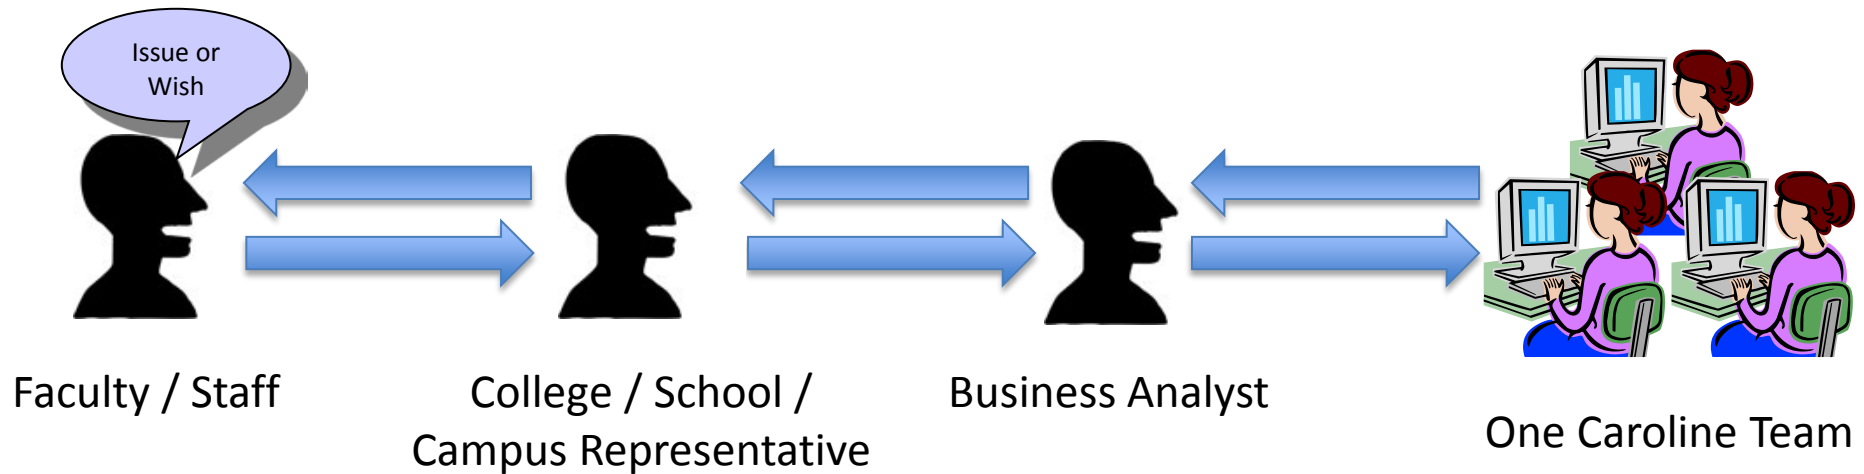 Issue or
Wish
Faculty / Staff
College / School /
Campus Representative
Business Analyst
One Caroline Team